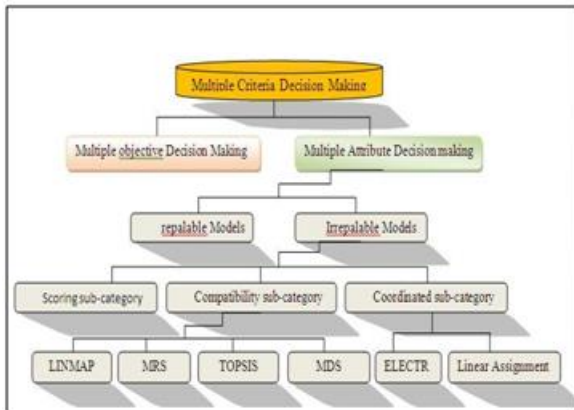 Multiple Criteria Decision Making
Multiple objective Decision Making
Multiple Attribute Decision making
repalable Models
Irrepalable Models
Scoring sub-category
Compatibility sub-category
Coordinated sub-category
LINMAP
MRS
TOPSIS
MDS
ELECTR
Linear Assignment